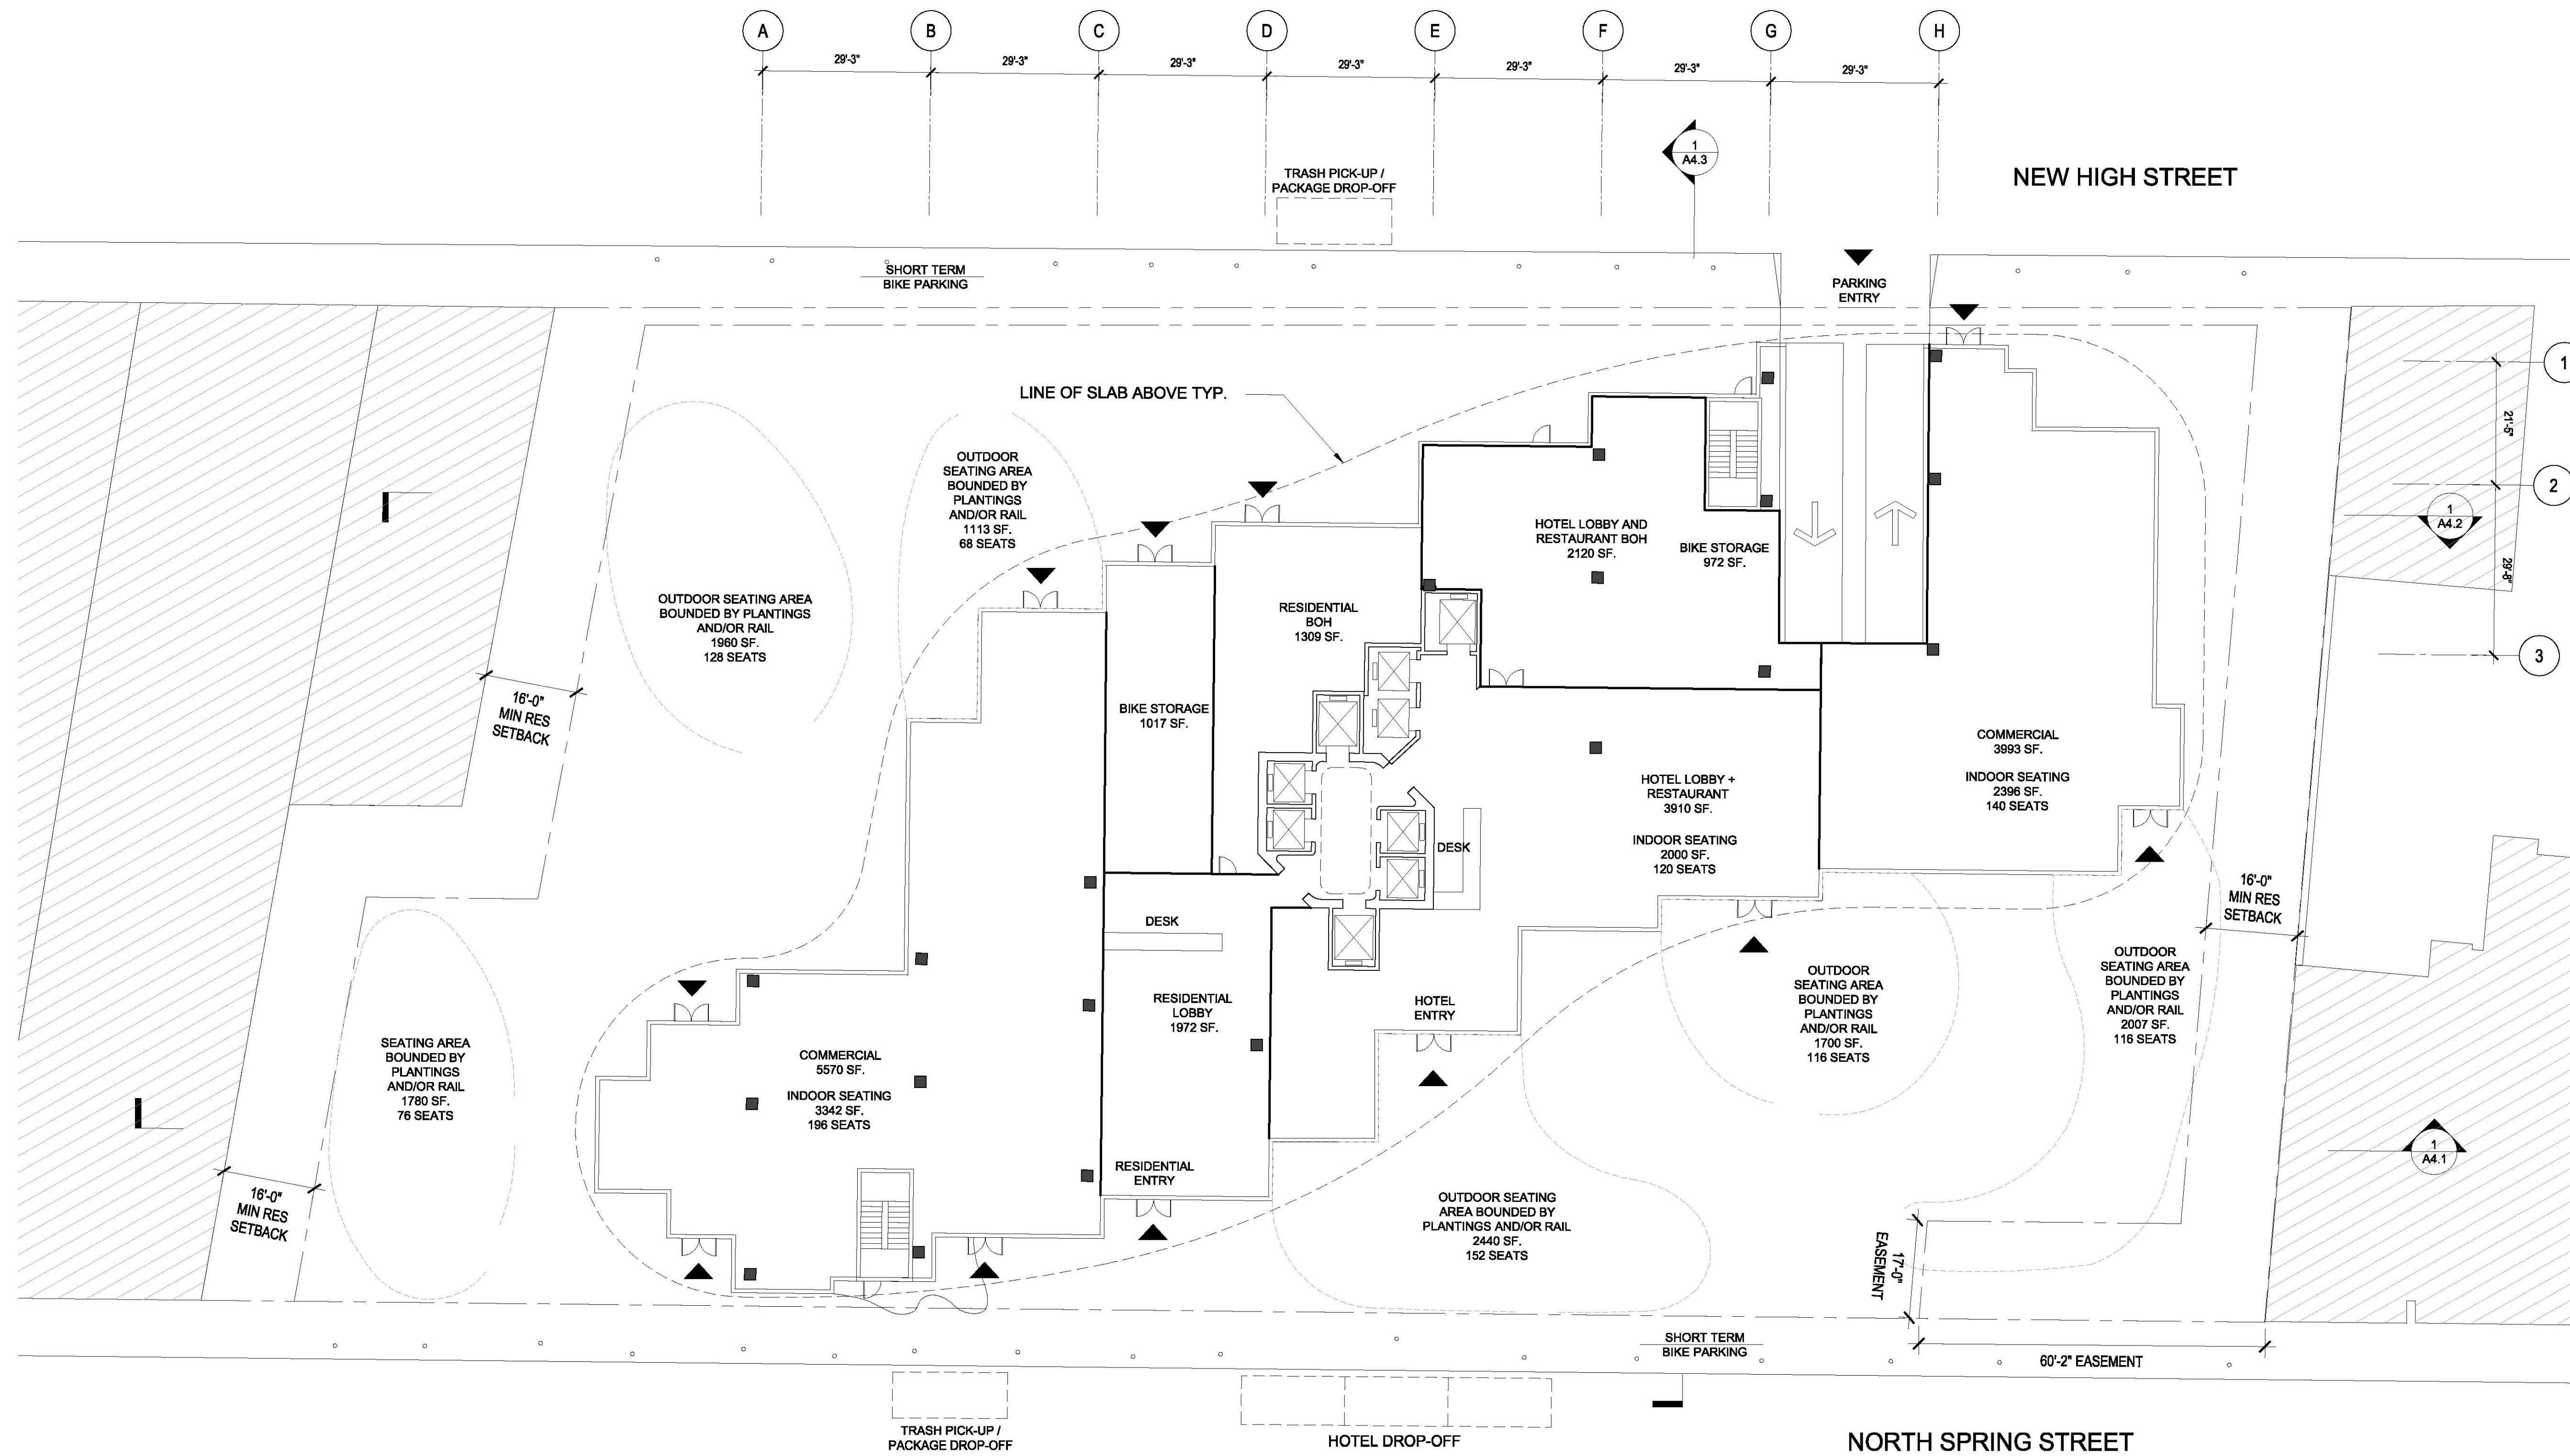 A
B
C
D
E
F
G
H
29'-3"
29'-3"
29'-3"
29'-3"
29'-3"
29'-3"
29'-3"
1
A4.3
TRASH PICK-UP /
PACKAGE DROP-OFF
NEW HIGH STREET
SHORT TERM
BIKE PARKING
PARKING
ENTRY
1
21'-5"
2
1
A4.2
29'-8"
3
LINE OF SLAB ABOVE TYP.
OUTDOOR
SEATING AREA
BOUNDED BY
PLANTINGS
AND/OR RAIL
1113 SF.
68 SEATS
OUTDOOR SEATING AREA
BOUNDED BY PLANTINGS
AND/OR RAIL
1960 SF.
128 SEATS
16'-0"
MIN RES
SETBACK
HOTEL LOBBY AND
RESTAURANT BOH
2120 SF.
BIKE STORAGE
972 SF.
RESIDENTIAL
BOH
1309 SF.
BIKE STORAGE
1017 SF.
COMMERCIAL
3993 SF.
INDOOR SEATING
2396 SF.
140 SEATS
HOTEL LOBBY +
RESTAURANT
3910 SF.
INDOOR SEATING
2000 SF.
120 SEATS
DESK
DESK
16'-0"
MIN RES
SETBACK
RESIDENTIAL
LOBBY
1972 SF.
HOTEL
ENTRY
OUTDOOR
SEATING AREA
BOUNDED BY
PLANTINGS
AND/OR RAIL
1700 SF.
116 SEATS
OUTDOOR
SEATING AREA
BOUNDED BY
PLANTINGS
AND/OR RAIL
2007 SF.
116 SEATS
SEATING AREA
BOUNDED BY
PLANTINGS
AND/OR RAIL
1780 SF.
76 SEATS
COMMERCIAL
5570 SF.
INDOOR SEATING
3342 SF.
196 SEATS
RESIDENTIAL
ENTRY
1
A4.1
16'-0"
MIN RES
SETBACK
OUTDOOR SEATING
AREA BOUNDED BY
PLANTINGS AND/OR RAIL
2440 SF.
152 SEATS
17'-0"
EASEMENT
SHORT TERM
BIKE PARKING
60'-2" EASEMENT
TRASH PICK-UP /
PACKAGE DROP-OFF
HOTEL DROP-OFF
NORTH SPRING STREET